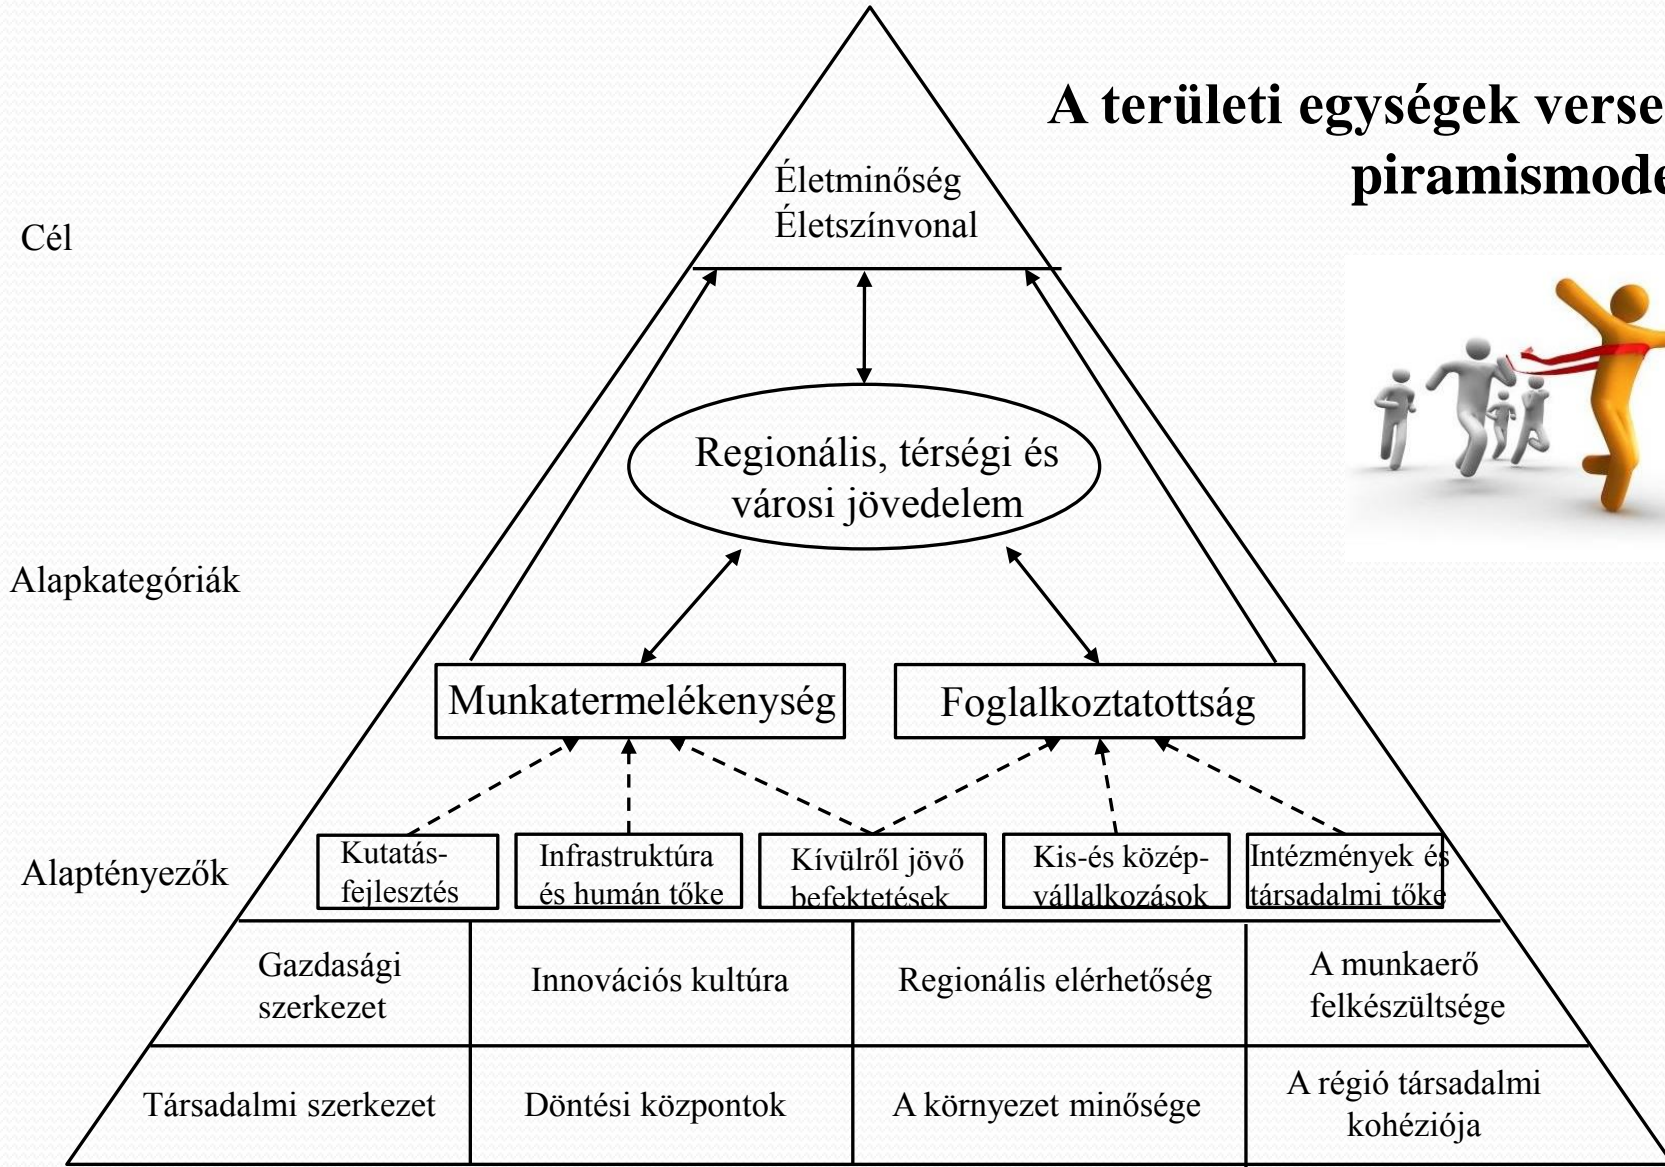 A területi egységek verse
piramismode
Életminőség
Életszínvonal
Cél
Regionális, térségi és
városi jövedelem
Alapkategóriák
Munkatermelékenység
Foglalkoztatottság
Alaptényezők
Kutatás-
fejlesztés
Infrastruktúra
és humán tőke
Kívülről jövő
befektetések
Kis-és közép-
vállalkozások
Intézmények és
társadalmi tőke
Gazdasági
szerkezet
Innovációs kultúra
Regionális elérhetőség
A munkaerő
felkészültsége
Társadalmi szerkezet
Döntési központok
A környezet minősége
A régió társadalmi
kohéziója